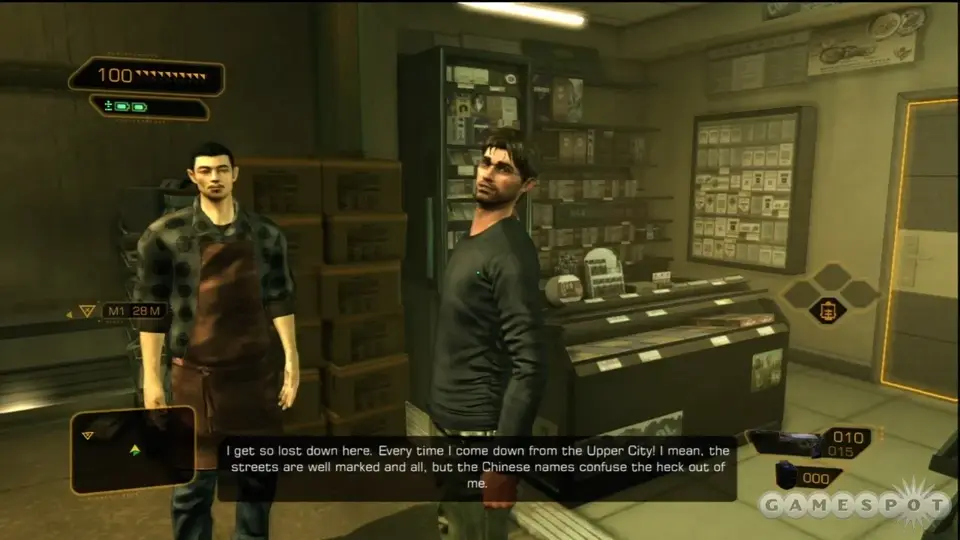 100
M1 28M
I get so lost down here. Every time I come down from the Upper City! I mean, the
streets are well marked and all, but the Chinese names confuse the heck out of
me.
010
015
000
GAMESPOT